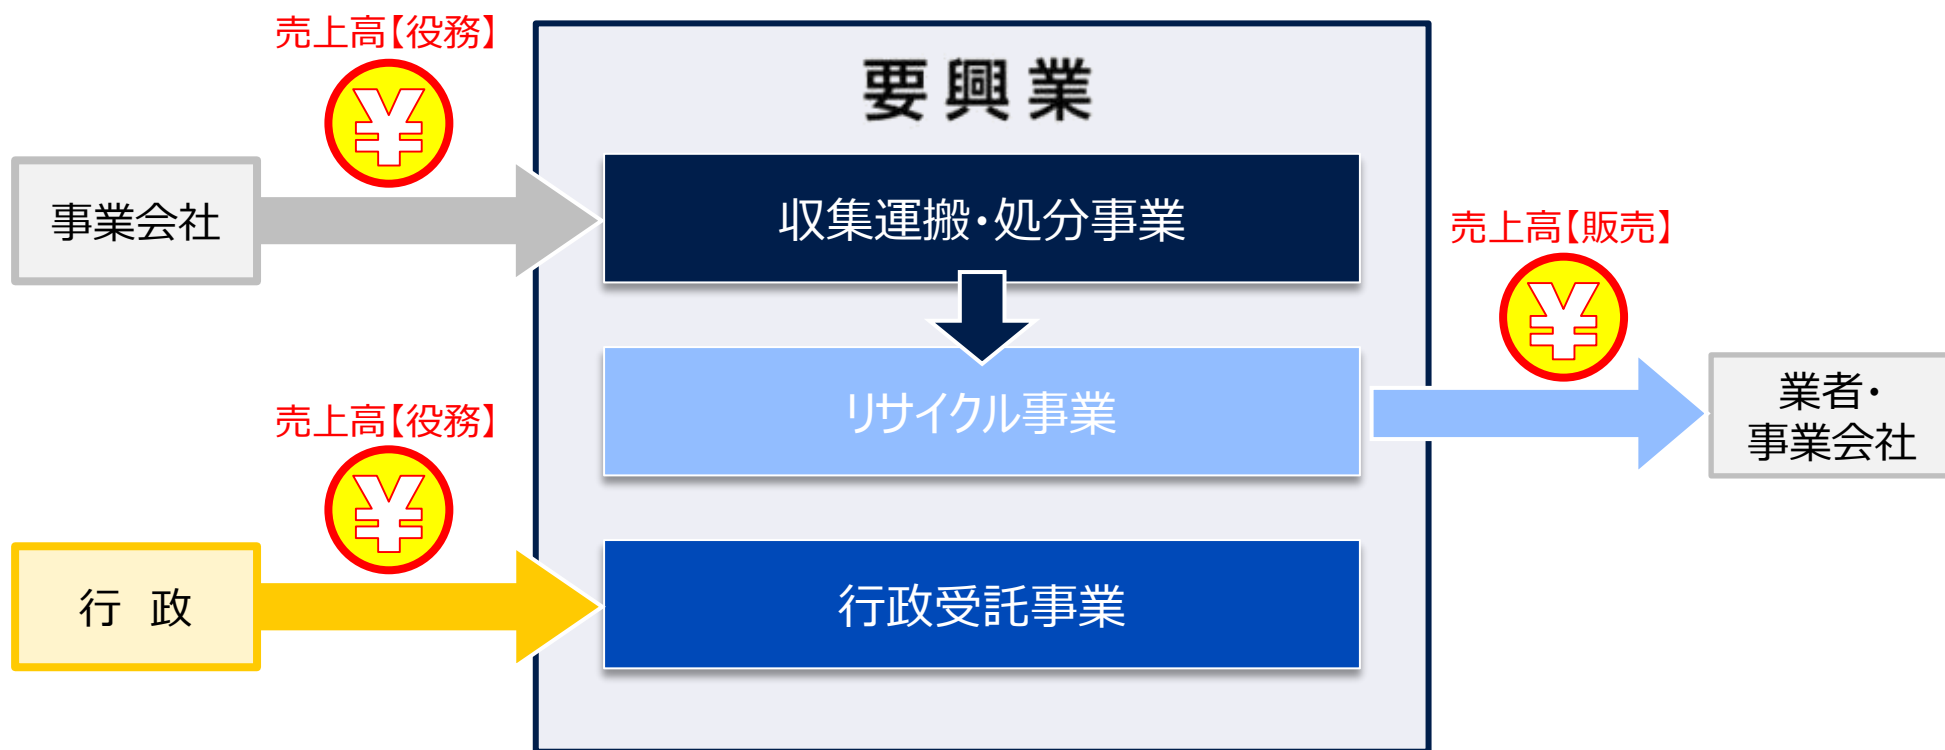 売上高【役務】
要興業
事業会社
収集運搬・処分事業
売上高【販売】
リサイクル事業
業者・
事業会社
売上高【役務】
行 政
行政受託事業